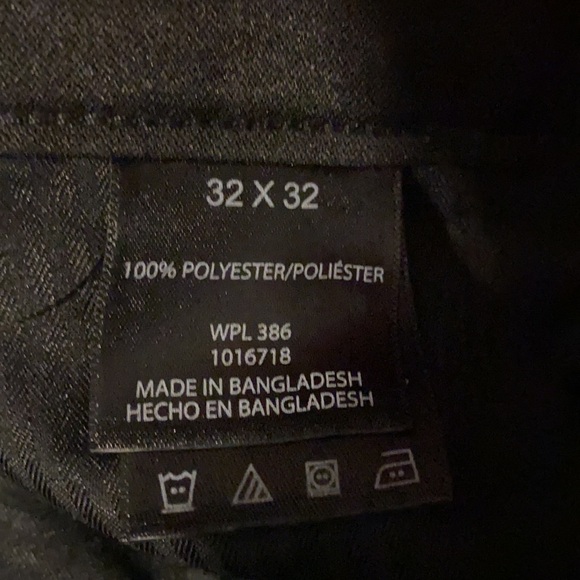 32 X 32
100% POLYESTER/POLIÉSTER
WPL 386
1016718
MADE IN BANGLADESH
HECHO EN BANGLADESH